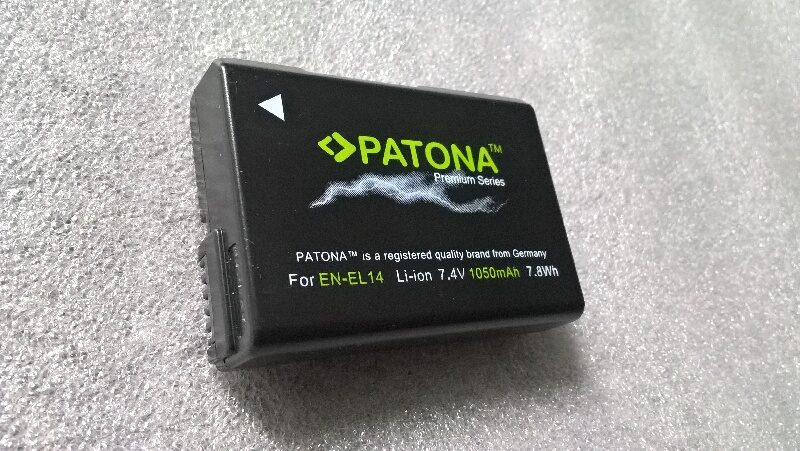 PATONA™
Premium Series
PATONA™ is a registered quality brand from Germany
For EN-EL14 Li-ion 7,4V 1050mAh 7.8Wh